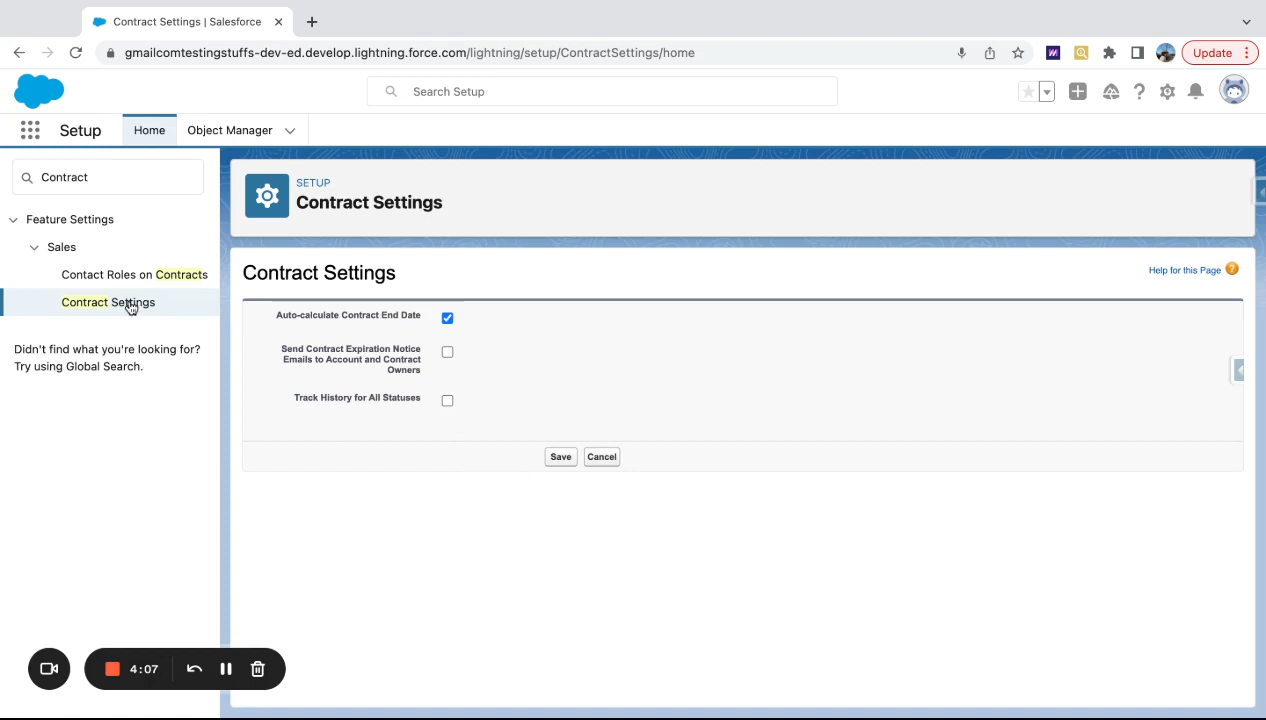 Contract Settings | Salesforce
gmailcomtestingstuffs-dev-ed.develop.lightning.force.com/lightning/setup/ContractSettings/home
Update
Search Setup
Setup
Home
Object Manager
Contract
Feature Settings
Sales
Contact Roles on Contracts
Contract Settings
Didn't find what you're looking for?
Try using Global Search.
SETUP
Contract Settings
Contract Settings
Help for this Page
Auto-calculate Contract End Date
Send Contract Expiration Notice
Emails to Account and Contract
Owners
Track History for All Statuses
Save
Cancel
4:07